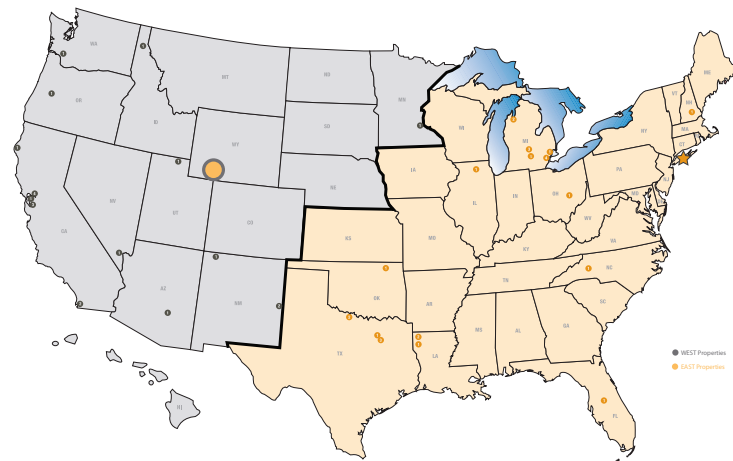 WA
ME
MT
ND
VT
MN
NH
OR
ID
SD
WI
NY
MA
WY
MI
CT
IA
PA
NJ
NE
NV
UT
IL
IN
OH
MD
CO
WV
CA
KS
MO
VA
KY
AZ
NM
OK
TN
NC
AR
SC
MS
AL
GA
TX
LA
WEST Properties
EAST Properties
HI
FL